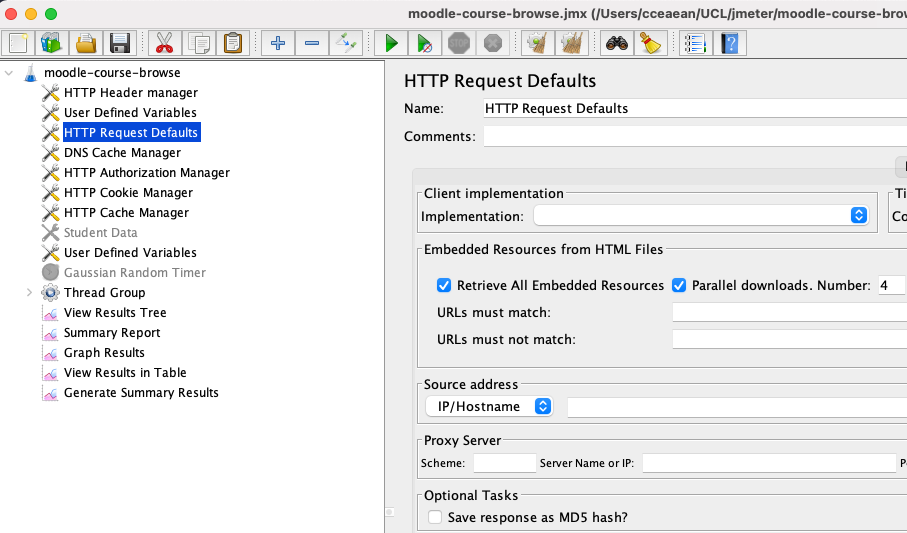 moodle-course-browse.jmx (/Users/cceaean/UCL/jmeter/moodle-course-brow
moodle-course-browse
HTTP Header manager
User Defined Variables
HTTP Request Defaults
DNS Cache Manager
HTTP Authorization Manager
HTTP Cookie Manager
HTTP Cache Manager
Student Data
User Defined Variables
Gaussian Random Timer
Thread Group
View Results Tree
Summary Report
Graph Results
View Results in Table
Generate Summary Results
HTTP Request Defaults
Name: HTTP Request Defaults
Comments:
Client implementation
Implementation:
Embedded Resources from HTML Files
Retrieve All Embedded Resources Parallel downloads. Number: 4
URLs must match:
URLs must not match:
Source address
IP/Hostname
Proxy Server
Scheme: Server Name or IP:
Optional Tasks
Save response as MD5 hash?